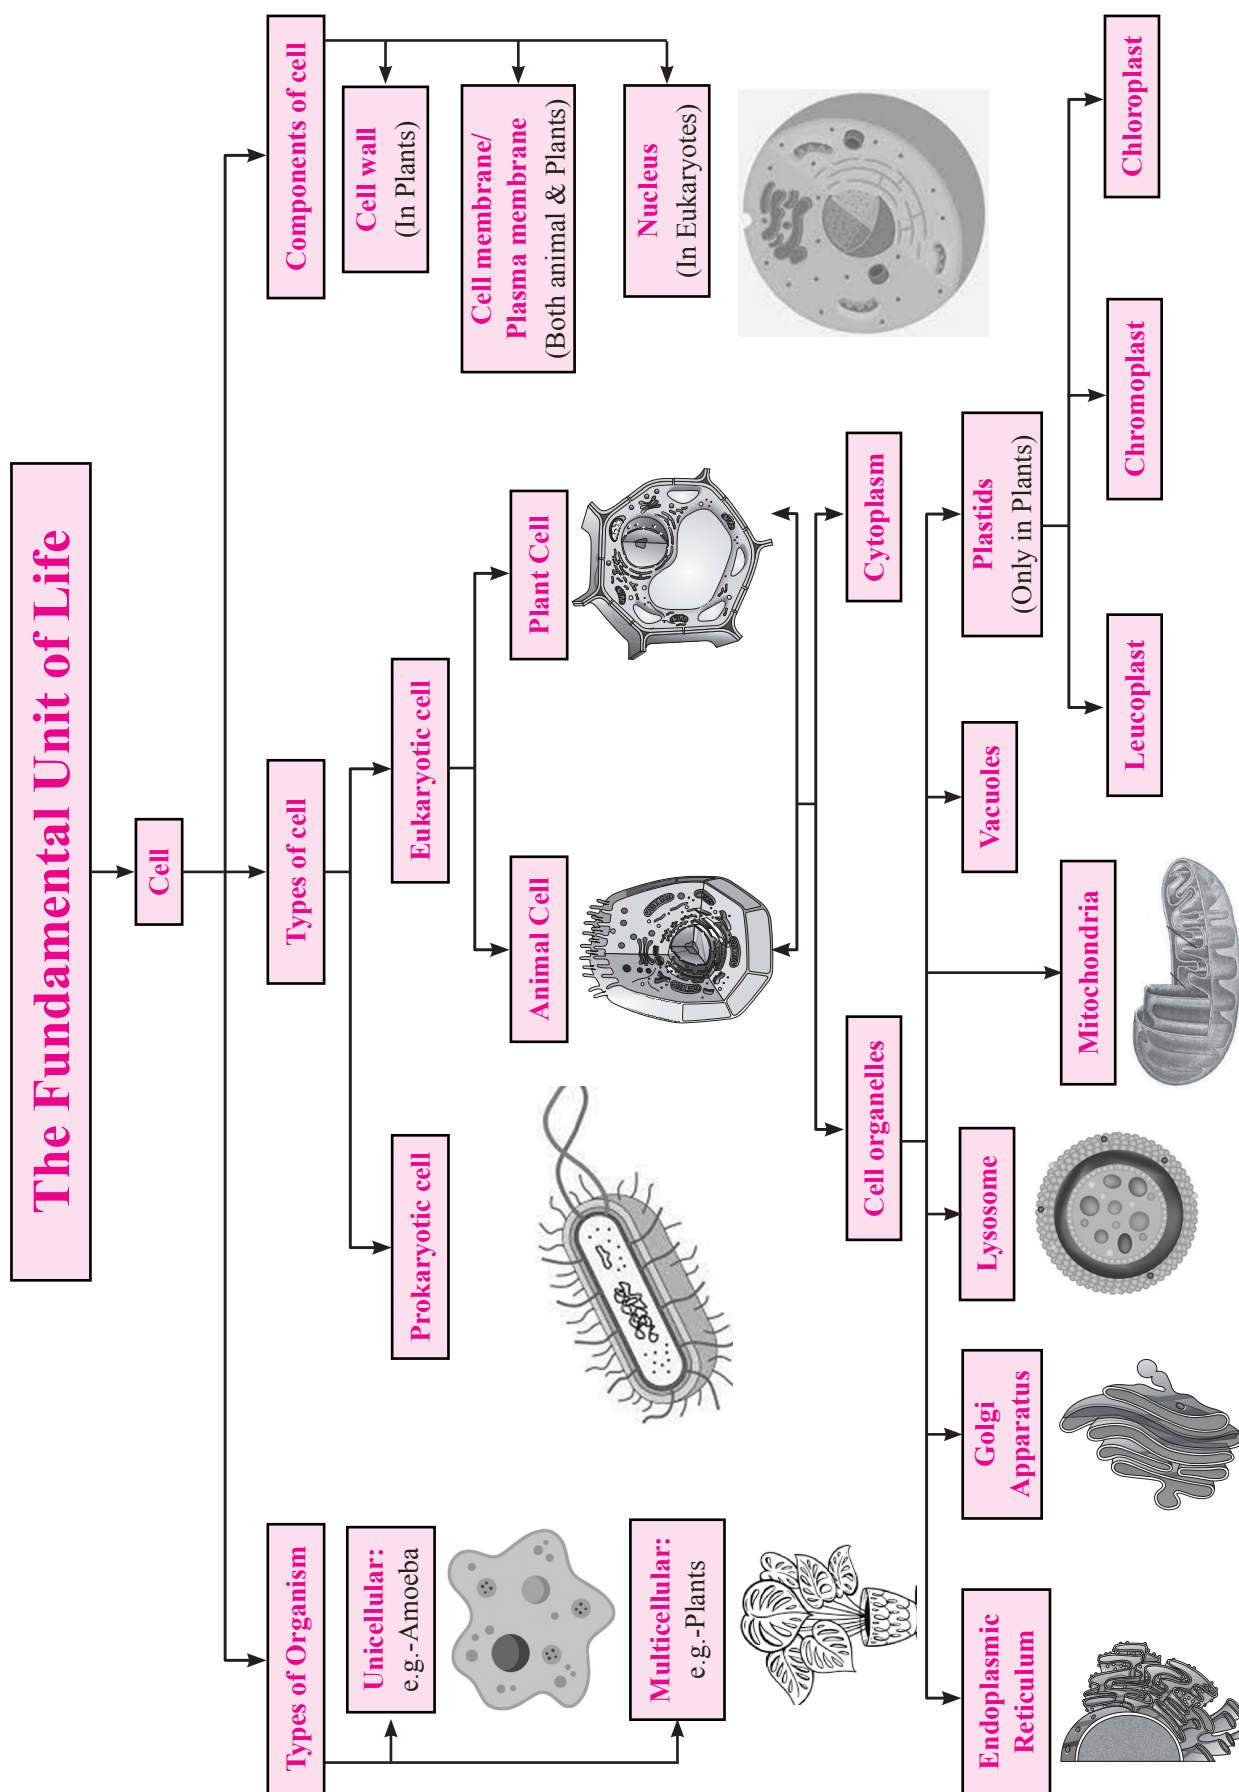 The Fundamental Unit of Life
Cell
Types of Organism
Types of cell
Components of cell
Unicellular:
e.g.-Amoeba
Multicellular:
e.g.-Plants
Prokaryotic cell
Eukaryotic cell
Animal Cell
Plant Cell
Cell wall
(In Plants)
Cell membrane/
Plasma membrane
(Both animal & Plants)
Nucleus
(In Eukaryotes)
Cell organelles
Cytoplasm
Endoplasmic
Reticulum
Golgi
Apparatus
Lysosome
Mitochondria
Vacuoles
Plastids
(Only in Plants)
Leucoplast
Chromoplast
Chloroplast